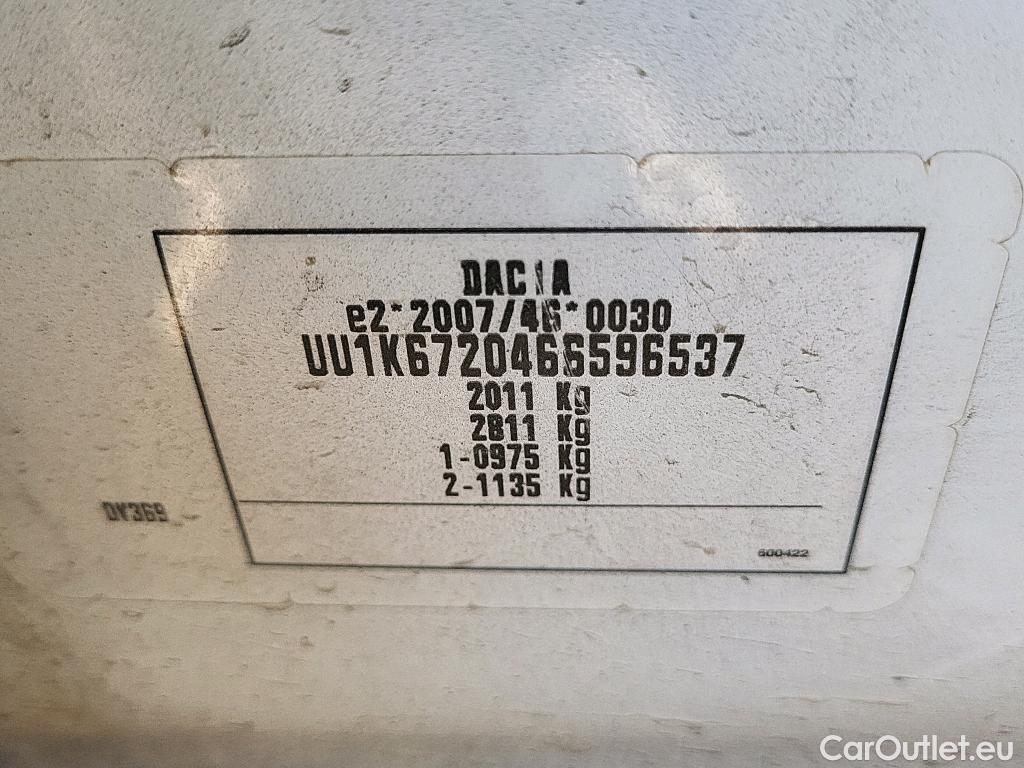 DACIA
e2*2007/46*0030
UU1K6720466596537
2011 Kg
2811 Kg
1-0975 Kg
2-1135 Kg
DV369
600422
CarOutlet.eu